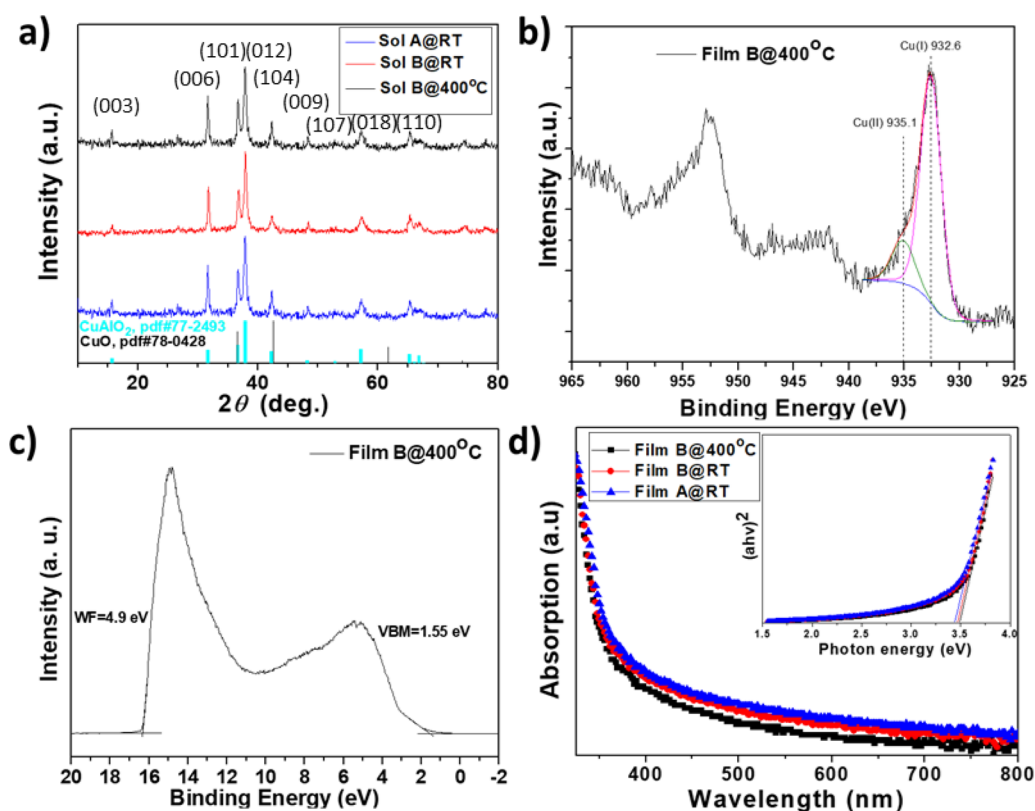 a)
Intensity (a.u.)
(003)
(006)
(101)(012)
(104)
(009)
(107)
(018)
(110)
Sol A@RT
Sol B@RT
Sol B@400°C
CuAlO2, pdf#77-2493
CuO, pdf#78-0428
20 40 60 80
2θ (deg.)
b)
Intensity (a.u.)
Film B@400°C
Cu(I) 932.6
Cu(II) 935.1
965 960 955 950 945 940 935 930 925
Binding Energy (eV)
c)
Intensity (a. u.)
Film B@400°C
WF=4.9 eV
VBM=1.55 eV
20 18 16 14 12 10 8 6 4 2 0 -2
Binding Energy (eV)
d)
Absorption (a.u)
Film B@400°C
Film B@RT
Film A@RT
(ahv)2
1.5 2.0 2.5 3.0 3.5 4.0
Photon energy (eV)
400 500 600 700 800
Wavelength (nm)